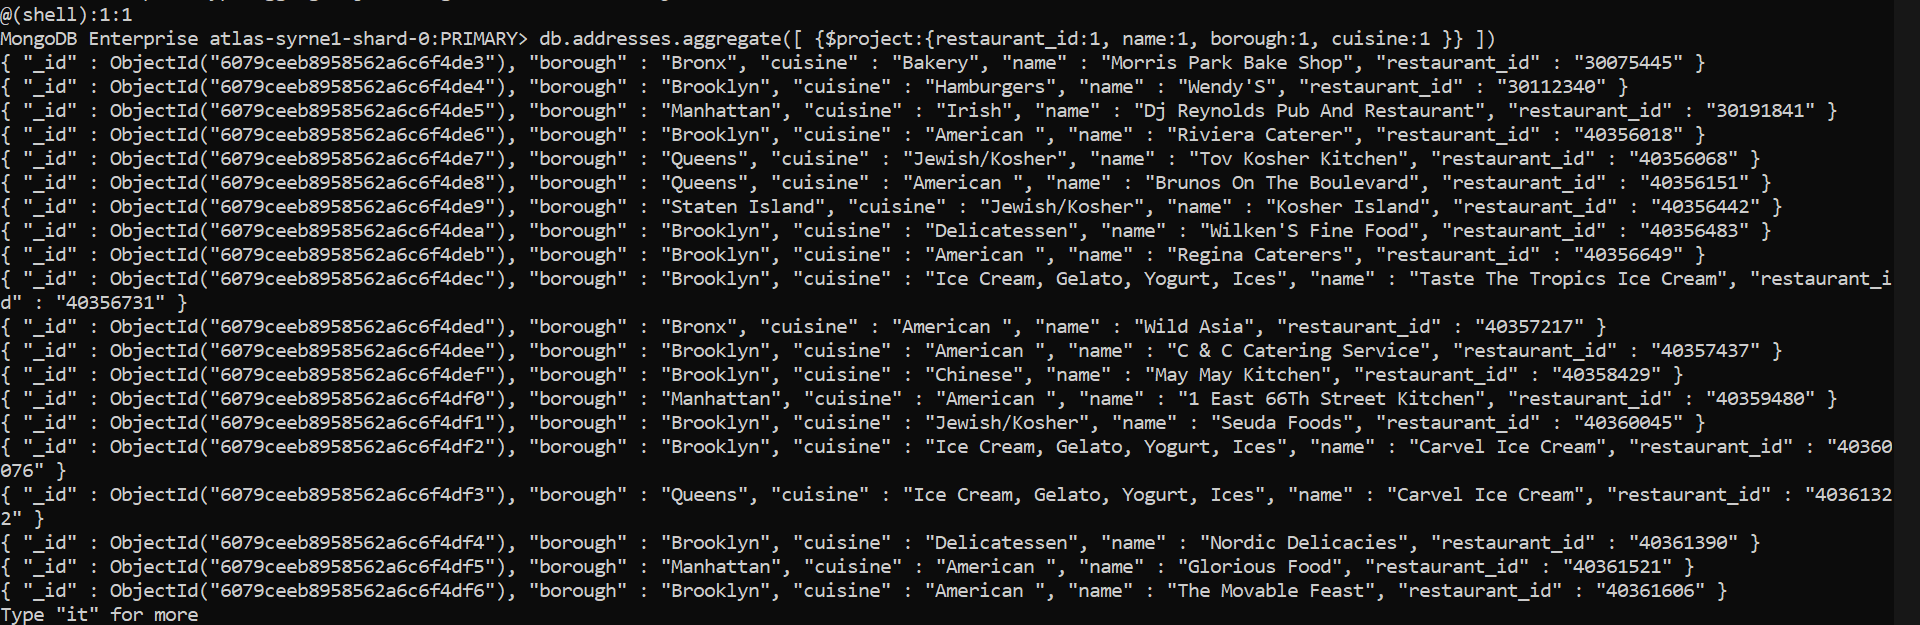 @(shell):1:1
MongoDB Enterprise atlas-syrne1-shard-0:PRIMARY> db.addresses.aggregate([ {$project:{restaurant_id:1, name:1, borough:1, cuisine:1 }} ])
{ "_id" : ObjectId("6079ceeb8958562a6c6f4de3"), "borough" : "Bronx", "cuisine" : "Bakery", "name" : "Morris Park Bake Shop", "restaurant_id" : "30075445" }
{ "_id" : ObjectId("6079ceeb8958562a6c6f4de4"), "borough" : "Brooklyn", "cuisine" : "Hamburgers", "name" : "Wendy'S", "restaurant_id" : "30112340" }
{ "_id" : ObjectId("6079ceeb8958562a6c6f4de5"), "borough" : "Manhattan", "cuisine" : "Irish", "name" : "Dj Reynolds Pub And Restaurant", "restaurant_id" : "30191841" }
{ "_id" : ObjectId("6079ceeb8958562a6c6f4de6"), "borough" : "Brooklyn", "cuisine" : "American ", "name" : "Riviera Caterer", "restaurant_id" : "40356018" }
{ "_id" : ObjectId("6079ceeb8958562a6c6f4de7"), "borough" : "Queens", "cuisine" : "Jewish/Kosher", "name" : "Tov Kosher Kitchen", "restaurant_id" : "40356068" }
{ "_id" : ObjectId("6079ceeb8958562a6c6f4de8"), "borough" : "Queens", "cuisine" : "American ", "name" : "Brunos On The Boulevard", "restaurant_id" : "40356151" }
{ "_id" : ObjectId("6079ceeb8958562a6c6f4de9"), "borough" : "Staten Island", "cuisine" : "Jewish/Kosher", "name" : "Kosher Island", "restaurant_id" : "40356442" }
{ "_id" : ObjectId("6079ceeb8958562a6c6f4dea"), "borough" : "Brooklyn", "cuisine" : "Delicatessen", "name" : "Wilken'S Fine Food", "restaurant_id" : "40356483" }
{ "_id" : ObjectId("6079ceeb8958562a6c6f4deb"), "borough" : "Brooklyn", "cuisine" : "American ", "name" : "Regina Caterers", "restaurant_id" : "40356649" }
{ "_id" : ObjectId("6079ceeb8958562a6c6f4dec"), "borough" : "Brooklyn", "cuisine" : "Ice Cream, Gelato, Yogurt, Ices", "name" : "Taste The Tropics Ice Cream", "restaurant_i
d" : "40356731" }
{ "_id" : ObjectId("6079ceeb8958562a6c6f4ded"), "borough" : "Bronx", "cuisine" : "American ", "name" : "Wild Asia", "restaurant_id" : "40357217" }
{ "_id" : ObjectId("6079ceeb8958562a6c6f4dee"), "borough" : "Brooklyn", "cuisine" : "American ", "name" : "C & C Catering Service", "restaurant_id" : "40357437" }
{ "_id" : ObjectId("6079ceeb8958562a6c6f4def"), "borough" : "Brooklyn", "cuisine" : "Chinese", "name" : "May May Kitchen", "restaurant_id" : "40358429" }
{ "_id" : ObjectId("6079ceeb8958562a6c6f4df0"), "borough" : "Manhattan", "cuisine" : "American ", "name" : "1 East 66Th Street Kitchen", "restaurant_id" : "40359480" }
{ "_id" : ObjectId("6079ceeb8958562a6c6f4df1"), "borough" : "Brooklyn", "cuisine" : "Jewish/Kosher", "name" : "Seuda Foods", "restaurant_id" : "40360045" }
{ "_id" : ObjectId("6079ceeb8958562a6c6f4df2"), "borough" : "Brooklyn", "cuisine" : "Ice Cream, Gelato, Yogurt, Ices", "name" : "Carvel Ice Cream", "restaurant_id" : "40360
076" }
{ "_id" : ObjectId("6079ceeb8958562a6c6f4df3"), "borough" : "Queens", "cuisine" : "Ice Cream, Gelato, Yogurt, Ices", "name" : "Carvel Ice Cream", "restaurant_id" : "4036132
2" }
{ "_id" : ObjectId("6079ceeb8958562a6c6f4df4"), "borough" : "Brooklyn", "cuisine" : "Delicatessen", "name" : "Nordic Delicacies", "restaurant_id" : "40361390" }
{ "_id" : ObjectId("6079ceeb8958562a6c6f4df5"), "borough" : "Manhattan", "cuisine" : "American ", "name" : "Glorious Food", "restaurant_id" : "40361521" }
{ "_id" : ObjectId("6079ceeb8958562a6c6f4df6"), "borough" : "Brooklyn", "cuisine" : "American ", "name" : "The Movable Feast", "restaurant_id" : "40361606" }
Type "it" for more